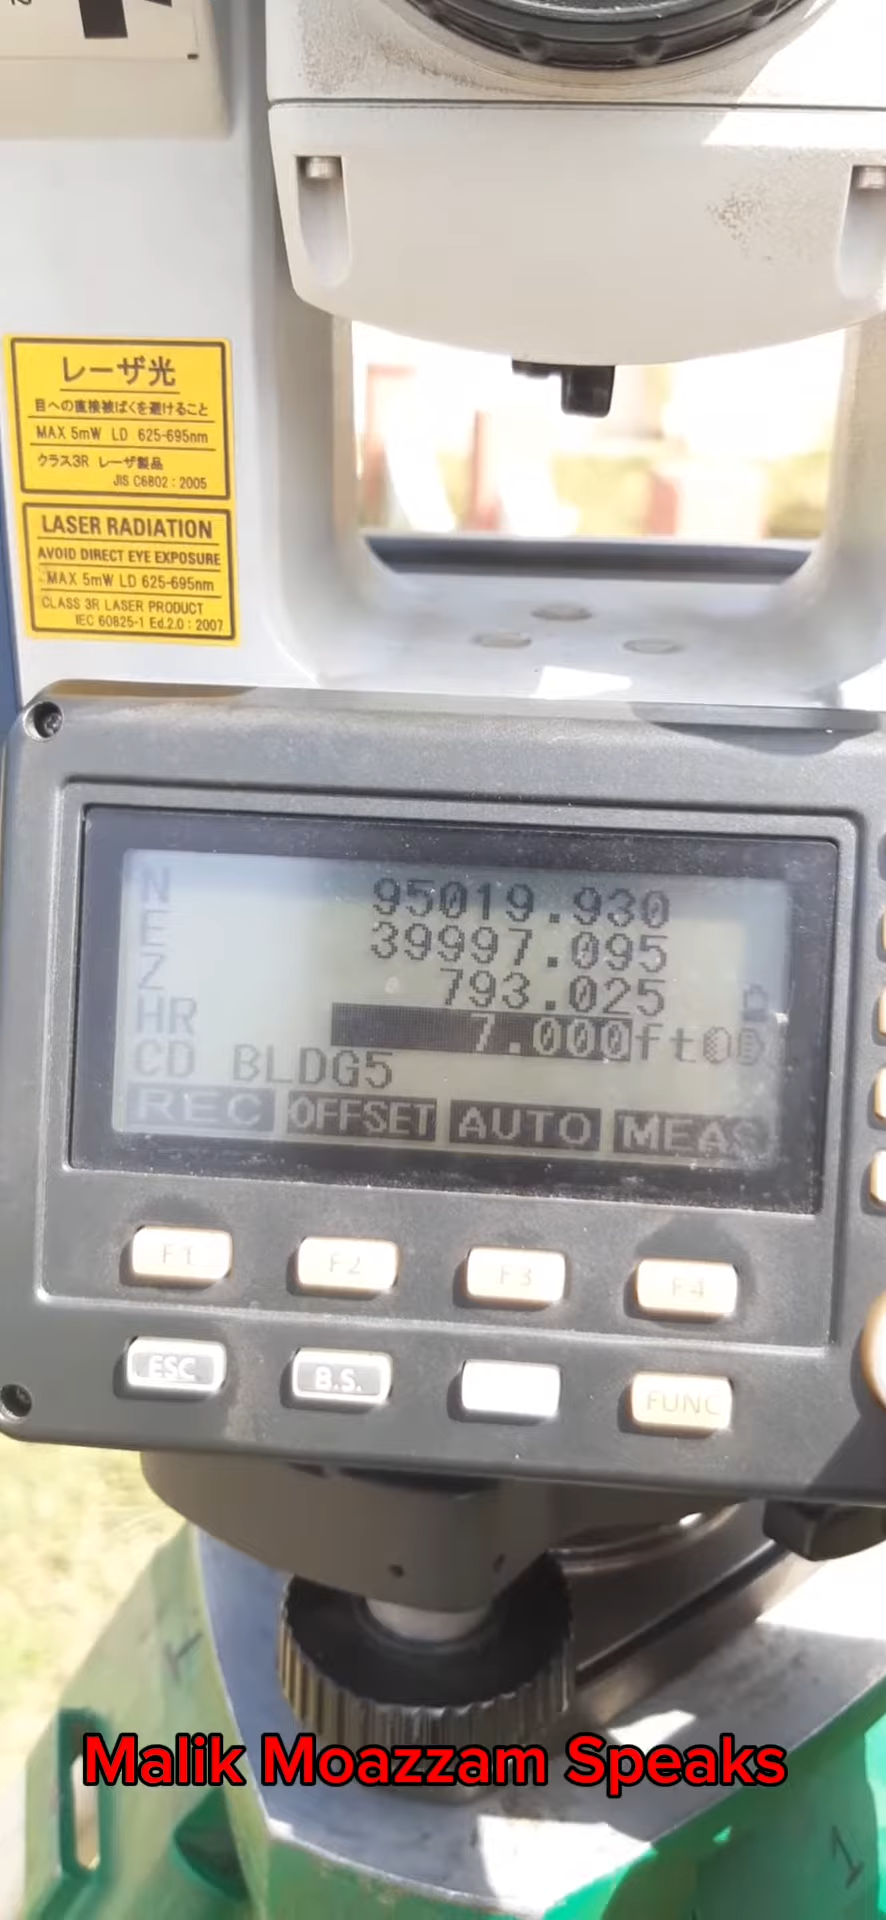 レーザ光
目への直接被ばくを避けること
MAX 5mW LD 625-695nm
クラス3R レーザ製品
JIS C6802 : 2005
LASER RADIATION
AVOID DIRECT EYE EXPOSURE
MAX 5mW LD 625-695nm
CLASS 3R LASER PRODUCT
IEC 60825-1 Ed.2.0 : 2007
N 95019.930
E 39997.095
Z 793.025
HR 7.000ft
CD BLDG5
REC OFFSET AUTO MEAS
F1 F2 F3 F4
ESC B.S. FUNC
Malik Moazzam Speaks
1